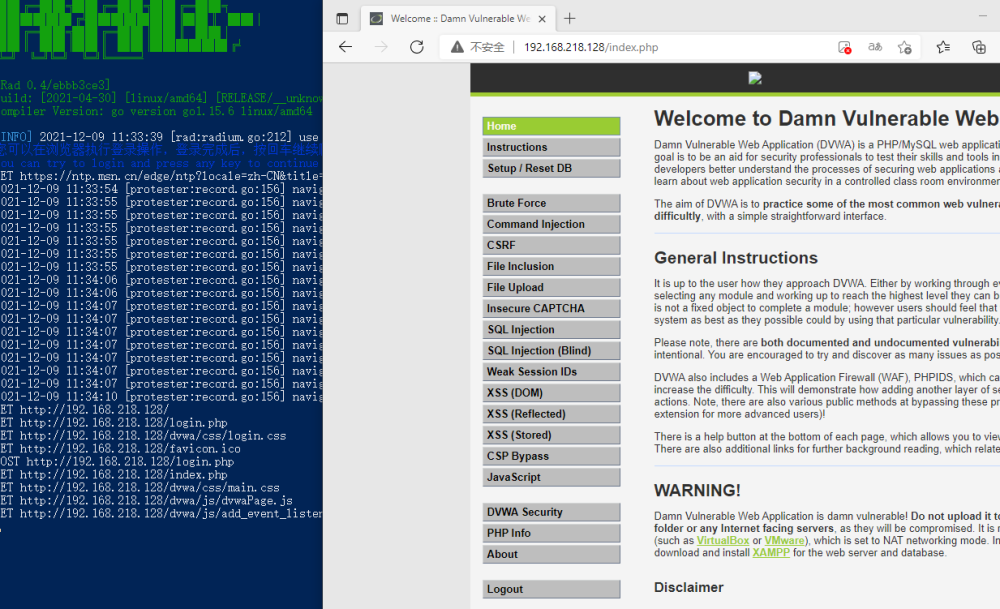 Rad 0.4/ebbb3ce3]
uild: [2021-04-30] [linux/amd64] [RELEASE/__unknow
ompiler Version: go version go1.15.6 linux/amd64
INFO] 2021-12-09 11:33:39 [rad:radium.go:212] use
您可以在浏览器执行登录操作，登录完成后，按回车继续
ou can try to login and press any key to continue
ET https://ntp.msn.cn/edge/ntp?locale=zh-CN&title=
021-12-09 11:33:54 [protester:record.go:156] navig
021-12-09 11:33:55 [protester:record.go:156] navig
021-12-09 11:33:55 [protester:record.go:156] navig
021-12-09 11:33:55 [protester:record.go:156] navig
021-12-09 11:33:55 [protester:record.go:156] navig
021-12-09 11:33:55 [protester:record.go:156] navig
021-12-09 11:33:55 [protester:record.go:156] navig
021-12-09 11:34:06 [protester:record.go:156] navig
021-12-09 11:34:06 [protester:record.go:156] navig
021-12-09 11:34:07 [protester:record.go:156] navig
021-12-09 11:34:07 [protester:record.go:156] navig
021-12-09 11:34:07 [protester:record.go:156] navig
021-12-09 11:34:07 [protester:record.go:156] navig
021-12-09 11:34:07 [protester:record.go:156] navig
021-12-09 11:34:07 [protester:record.go:156] navig
021-12-09 11:34:07 [protester:record.go:156] navig
021-12-09 11:34:10 [protester:record.go:156] navig
ET http://192.168.218.128/
ET http://192.168.218.128/login.php
ET http://192.168.218.128/dvwa/css/login.css
ET http://192.168.218.128/favicon.ico
OST http://192.168.218.128/login.php
ET http://192.168.218.128/index.php
ET http://192.168.218.128/dvwa/css/main.css
ET http://192.168.218.128/dvwa/js/dvwaPage.js
ET http://192.168.218.128/dvwa/js/add_event_listen
Welcome :: Damn Vulnerable We
不安全 | 192.168.218.128/index.php
Home
Instructions
Setup / Reset DB
Brute Force
Command Injection
CSRF
File Inclusion
File Upload
Insecure CAPTCHA
SQL Injection
SQL Injection (Blind)
Weak Session IDs
XSS (DOM)
XSS (Reflected)
XSS (Stored)
CSP Bypass
JavaScript
DVWA Security
PHP Info
About
Logout
Welcome to Damn Vulnerable Web
Damn Vulnerable Web Application (DVWA) is a PHP/MySQL web applicati
goal is to be an aid for security professionals to test their skills and tools in
developers better understand the processes of securing web applications a
learn about web application security in a controlled class room environmen
The aim of DVWA is to practice some of the most common web vulnera
difficultly, with a simple straightforward interface.
General Instructions
It is up to the user how they approach DVWA. Either by working through ev
selecting any module and working up to reach the highest level they can b
is not a fixed object to complete a module; however users should feel that
system as best as they possible could by using that particular vulnerability.
Please note, there are both documented and undocumented vulnerabi
intentional. You are encouraged to try and discover as many issues as pos
DVWA also includes a Web Application Firewall (WAF), PHPIDS, which ca
increase the difficulty. This will demonstrate how adding another layer of se
actions. Note, there are also various public methods at bypassing these pr
extension for more advanced users)!
There is a help button at the bottom of each page, which allows you to view
There are also additional links for further background reading, which relate
WARNING!
Damn Vulnerable Web Application is damn vulnerable! Do not upload it to
folder or any Internet facing servers, as they will be compromised. It is r
(such as VirtualBox or VMware), which is set to NAT networking mode. In
download and install XAMPP for the web server and database.
Disclaimer